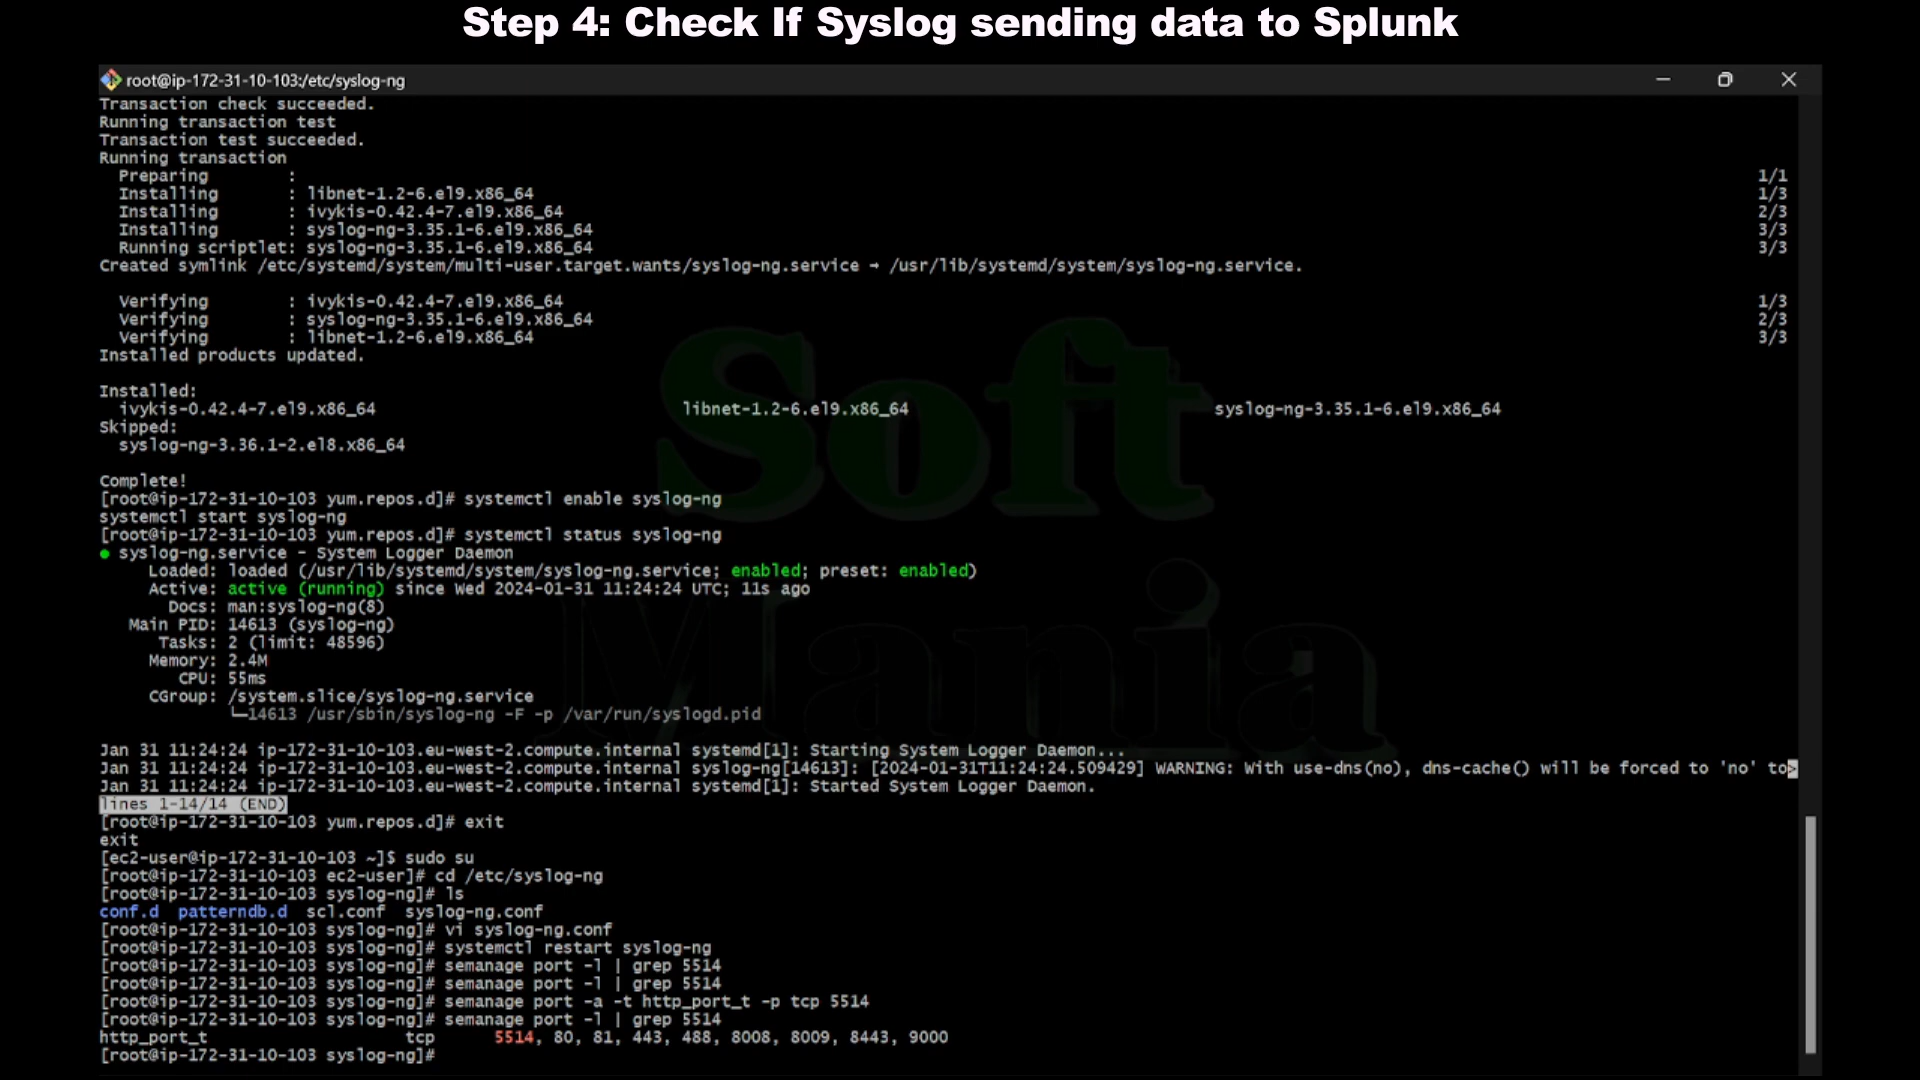 Step 4: Check If Syslog sending data to Splunk
root@ip-172-31-10-103:/etc/syslog-ng
Transaction check succeeded.
Running transaction test
Transaction test succeeded.
Running transaction
  Preparing        :                                                        1/1
  Installing       : libnet-1.2-6.el9.x86_64                                1/3
  Installing       : ivykis-0.42.4-7.el9.x86_64                             2/3
  Installing       : syslog-ng-3.35.1-6.el9.x86_64                          3/3
  Running scriptlet: syslog-ng-3.35.1-6.el9.x86_64                          3/3
Created symlink /etc/systemd/system/multi-user.target.wants/syslog-ng.service → /usr/lib/systemd/system/syslog-ng.service.
  Verifying        : ivykis-0.42.4-7.el9.x86_64                             1/3
  Verifying        : syslog-ng-3.35.1-6.el9.x86_64                          2/3
  Verifying        : libnet-1.2-6.el9.x86_64                                3/3
Installed products updated.
Installed:
  ivykis-0.42.4-7.el9.x86_64          libnet-1.2-6.el9.x86_64          syslog-ng-3.35.1-6.el9.x86_64
Skipped:
  syslog-ng-3.36.1-2.el8.x86_64
Complete!
[root@ip-172-31-10-103 yum.repos.d]# systemctl enable syslog-ng
systemctl start syslog-ng
[root@ip-172-31-10-103 yum.repos.d]# systemctl status syslog-ng
● syslog-ng.service - System Logger Daemon
     Loaded: loaded (/usr/lib/systemd/system/syslog-ng.service; enabled; preset: enabled)
     Active: active (running) since Wed 2024-01-31 11:24:24 UTC; 11s ago
       Docs: man:syslog-ng(8)
   Main PID: 14613 (syslog-ng)
      Tasks: 2 (limit: 48596)
     Memory: 2.4M
        CPU: 55ms
     CGroup: /system.slice/syslog-ng.service
             └─14613 /usr/sbin/syslog-ng -F -p /var/run/syslogd.pid
Jan 31 11:24:24 ip-172-31-10-103.eu-west-2.compute.internal systemd[1]: Starting System Logger Daemon...
Jan 31 11:24:24 ip-172-31-10-103.eu-west-2.compute.internal syslog-ng[14613]: [2024-01-31T11:24:24.509429] WARNING: With use-dns(no), dns-cache() will be forced to 'no' to>
Jan 31 11:24:24 ip-172-31-10-103.eu-west-2.compute.internal systemd[1]: Started System Logger Daemon.
lines 1-14/14 (END)
[root@ip-172-31-10-103 yum.repos.d]# exit
exit
[ec2-user@ip-172-31-10-103 ~]$ sudo su
[root@ip-172-31-10-103 ec2-user]# cd /etc/syslog-ng
[root@ip-172-31-10-103 syslog-ng]# ls
conf.d  patterndb.d  scl.conf  syslog-ng.conf
[root@ip-172-31-10-103 syslog-ng]# vi syslog-ng.conf
[root@ip-172-31-10-103 syslog-ng]# systemctl restart syslog-ng
[root@ip-172-31-10-103 syslog-ng]# semanage port -l | grep 5514
[root@ip-172-31-10-103 syslog-ng]# semanage port -l | grep 5514
[root@ip-172-31-10-103 syslog-ng]# semanage port -a -t http_port_t -p tcp 5514
[root@ip-172-31-10-103 syslog-ng]# semanage port -l | grep 5514
http_port_t                    tcp      5514, 80, 81, 443, 488, 8008, 8009, 8443, 9000
[root@ip-172-31-10-103 syslog-ng]#
Soft
Mania